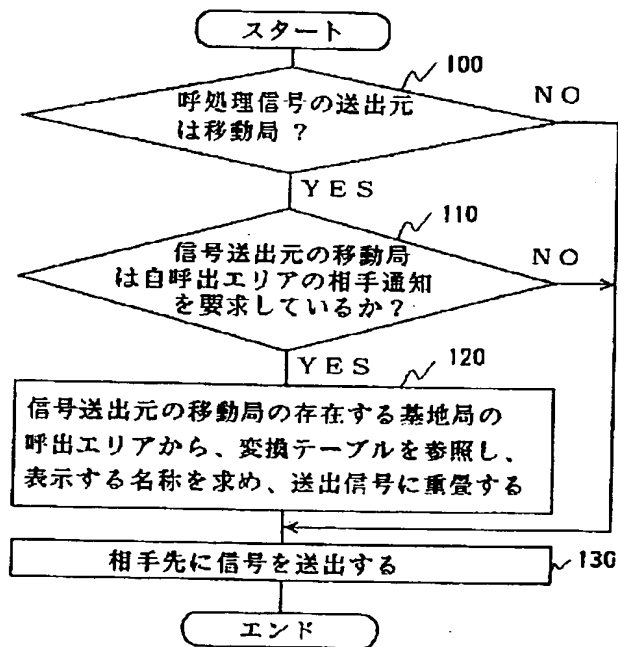 スタート
100
呼処理信号の送出元
は移動局？
NO
YES
110
信号送出元の移動局
は自呼出エリアの相手通知
を要求しているか？
NO
YES
120
信号送出元の移動局の存在する基地局の
呼出エリアから、変換テーブルを参照し、
表示する名称を求め、送出信号に重畳する
相手先に信号を送出する
130
エンド